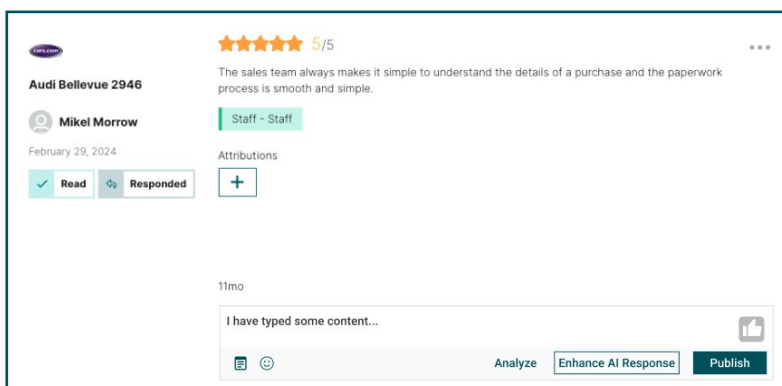 cars.com
Audi Bellevue 2946
Mikel Morrow
February 29, 2024
Read
Responded
5/5
The sales team always makes it simple to understand the details of a purchase and the paperwork
process is smooth and simple.
Staff - Staff
Attributions
+
11mo
I have typed some content...
Analyze
Enhance AI Response
Publish